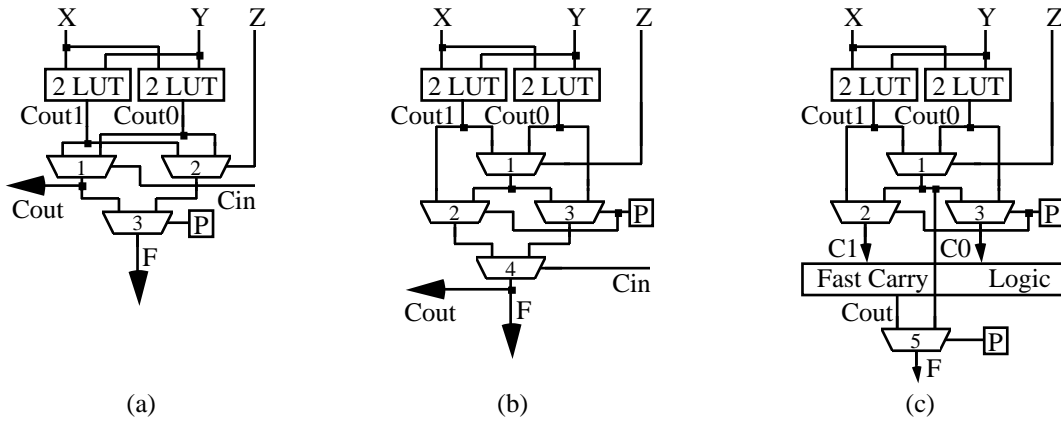 X Y Z
2 LUT 2 LUT
Cout1 Cout0
1 2
Cout Cin
3 P
F
(a)
X Y Z
2 LUT 2 LUT
Cout1 Cout0
1
2 3 P
4
Cin
Cout F
(b)
X Y Z
2 LUT 2 LUT
Cout1 Cout0
1
2 3 P
C1 C0
Fast Carry Logic
Cout
5 P
F
(c)